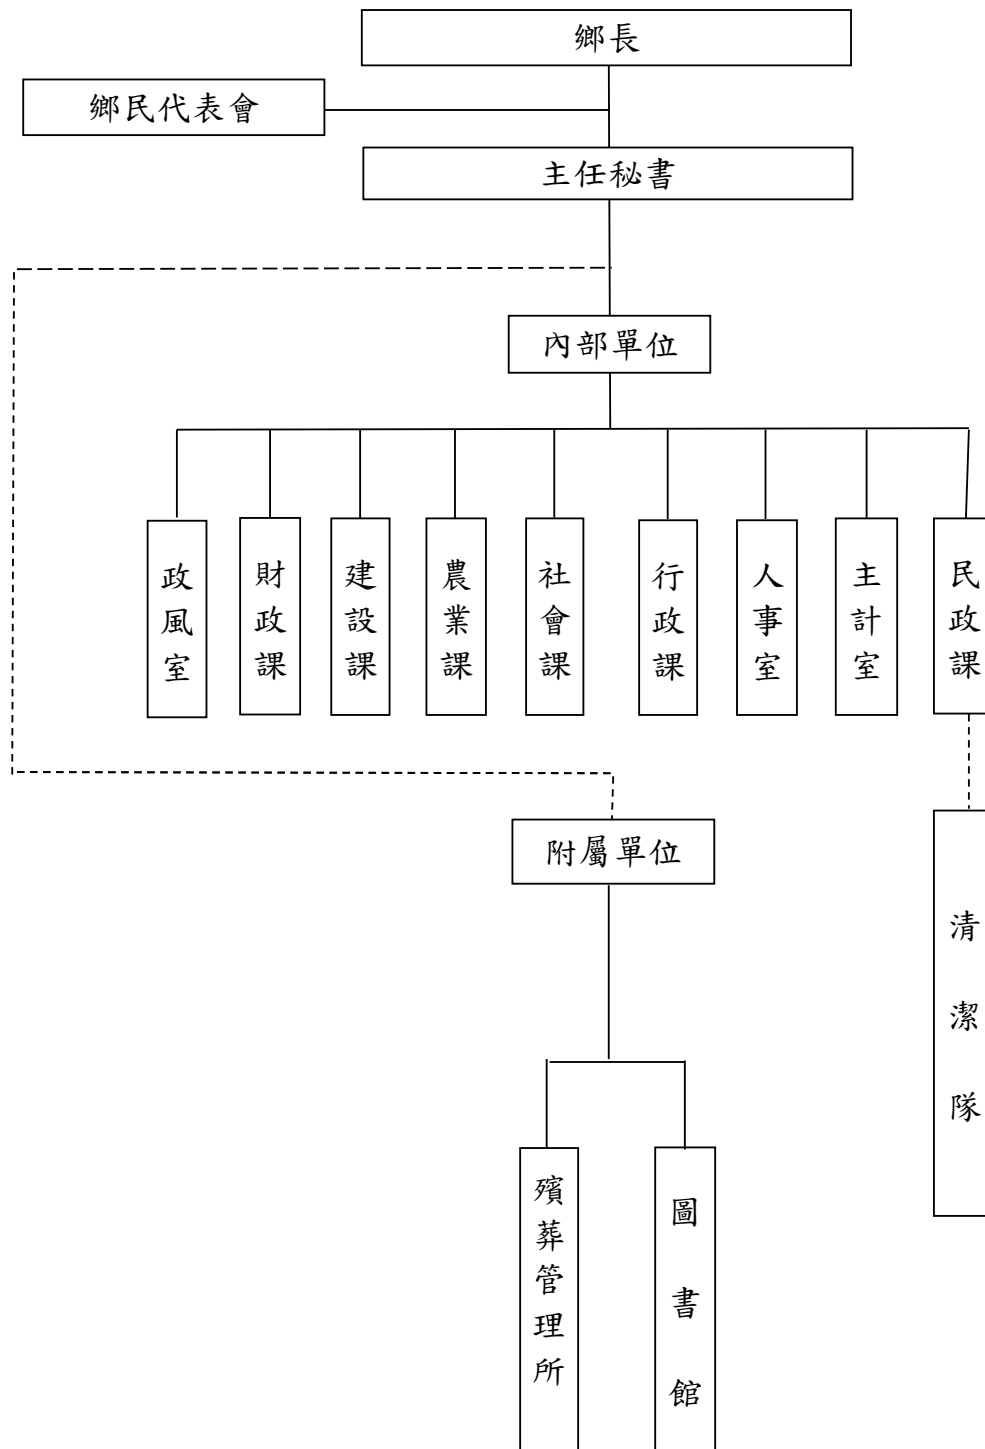 鄉長
鄉民代表會
主任秘書
內部單位
政風室
財政課
建設課
農業課
社會課
行政課
人事室
主計室
民政課
附屬單位
清潔隊
殯葬管理所
圖書館